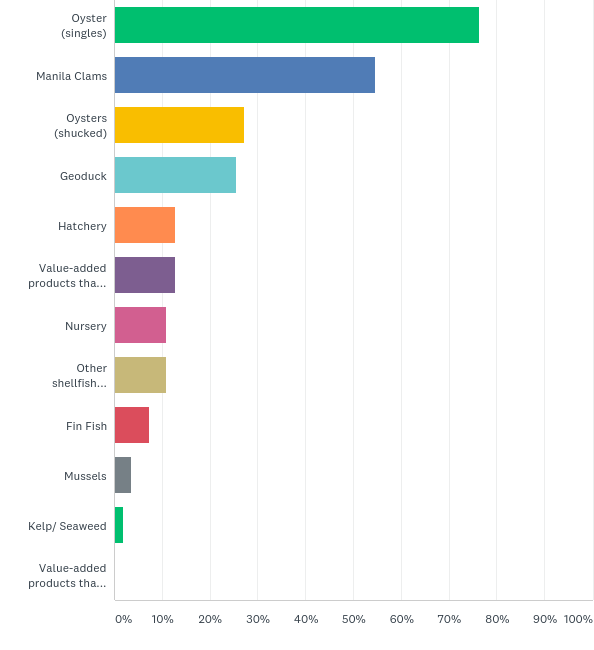 Oyster
(singles)
Manila Clams
Oysters
(shucked)
Geoduck
Hatchery
Value-added
products tha...
Nursery
Other
shellfish...
Fin Fish
Mussels
Kelp/ Seaweed
Value-added
products tha...
0% 10% 20% 30% 40% 50% 60% 70% 80% 90% 100%